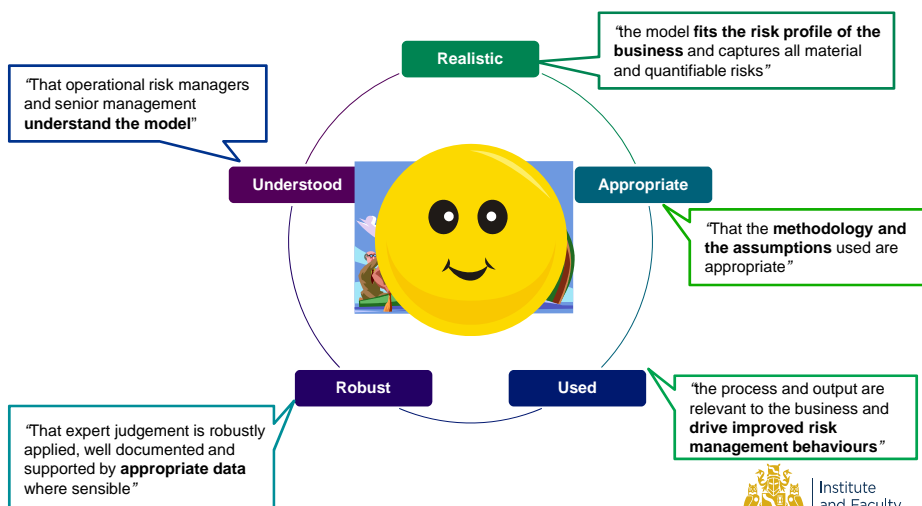 Realistic
"the model fits the risk profile of the
business and captures all material
and quantifiable risks"
"That operational risk managers
and senior management
understand the model"
Understood
Appropriate
"That the methodology and
the assumptions used are
appropriate"
Robust
Used
"That expert judgement is robustly
applied, well documented and
supported by appropriate data
where sensible"
"the process and output are
relevant to the business and
drive improved risk
management behaviours"
Institute
and Faculty